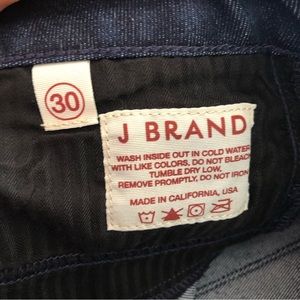 30
J BRAND
WASH INSIDE OUT IN COLD WATER
WITH LIKE COLORS, DO NOT BLEACH
TUMBLE DRY LOW,
REMOVE PROMPTLY, DO NOT IRON
MADE IN CALIFORNIA, USA